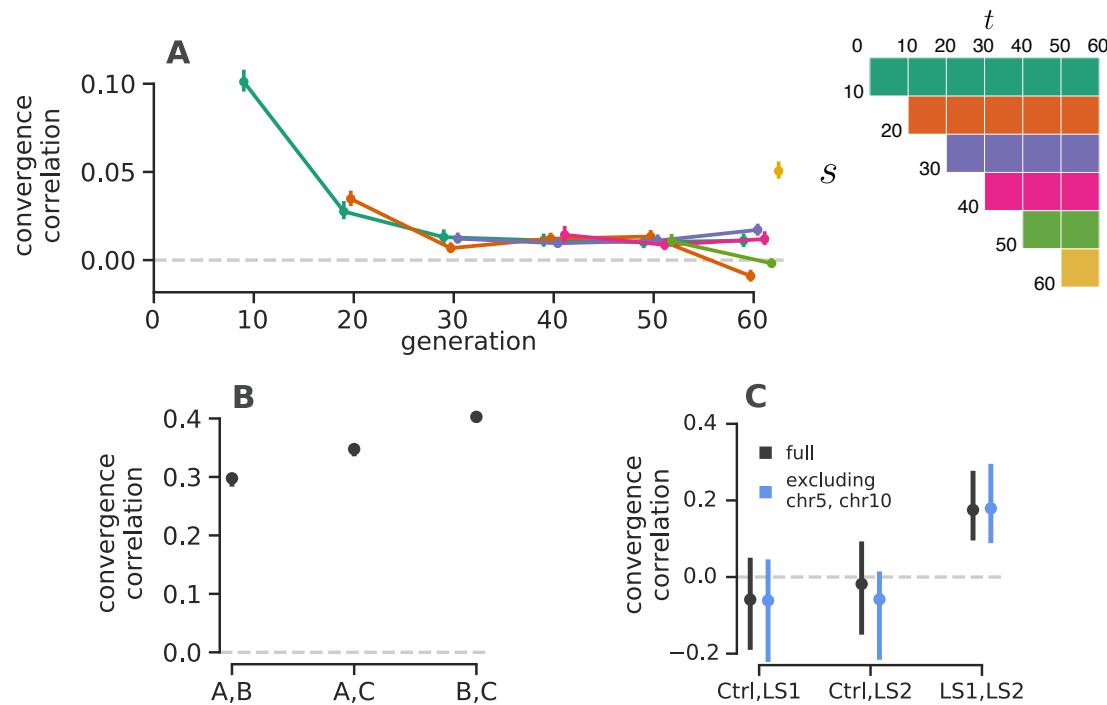 A
convergence
correlation
0.10
0.05
0.00
0 10 20 30 40 50 60
generation
t
0 10 20 30 40 50 60
s
10
20
30
40
50
60
B
convergence
correlation
0.4
0.3
0.2
0.1
0.0
A,B A,C B,C
C
convergence
correlation
0.4
0.2
0.0
−0.2
full
excluding
chr5, chr10
Ctrl,LS1 Ctrl,LS2 LS1,LS2